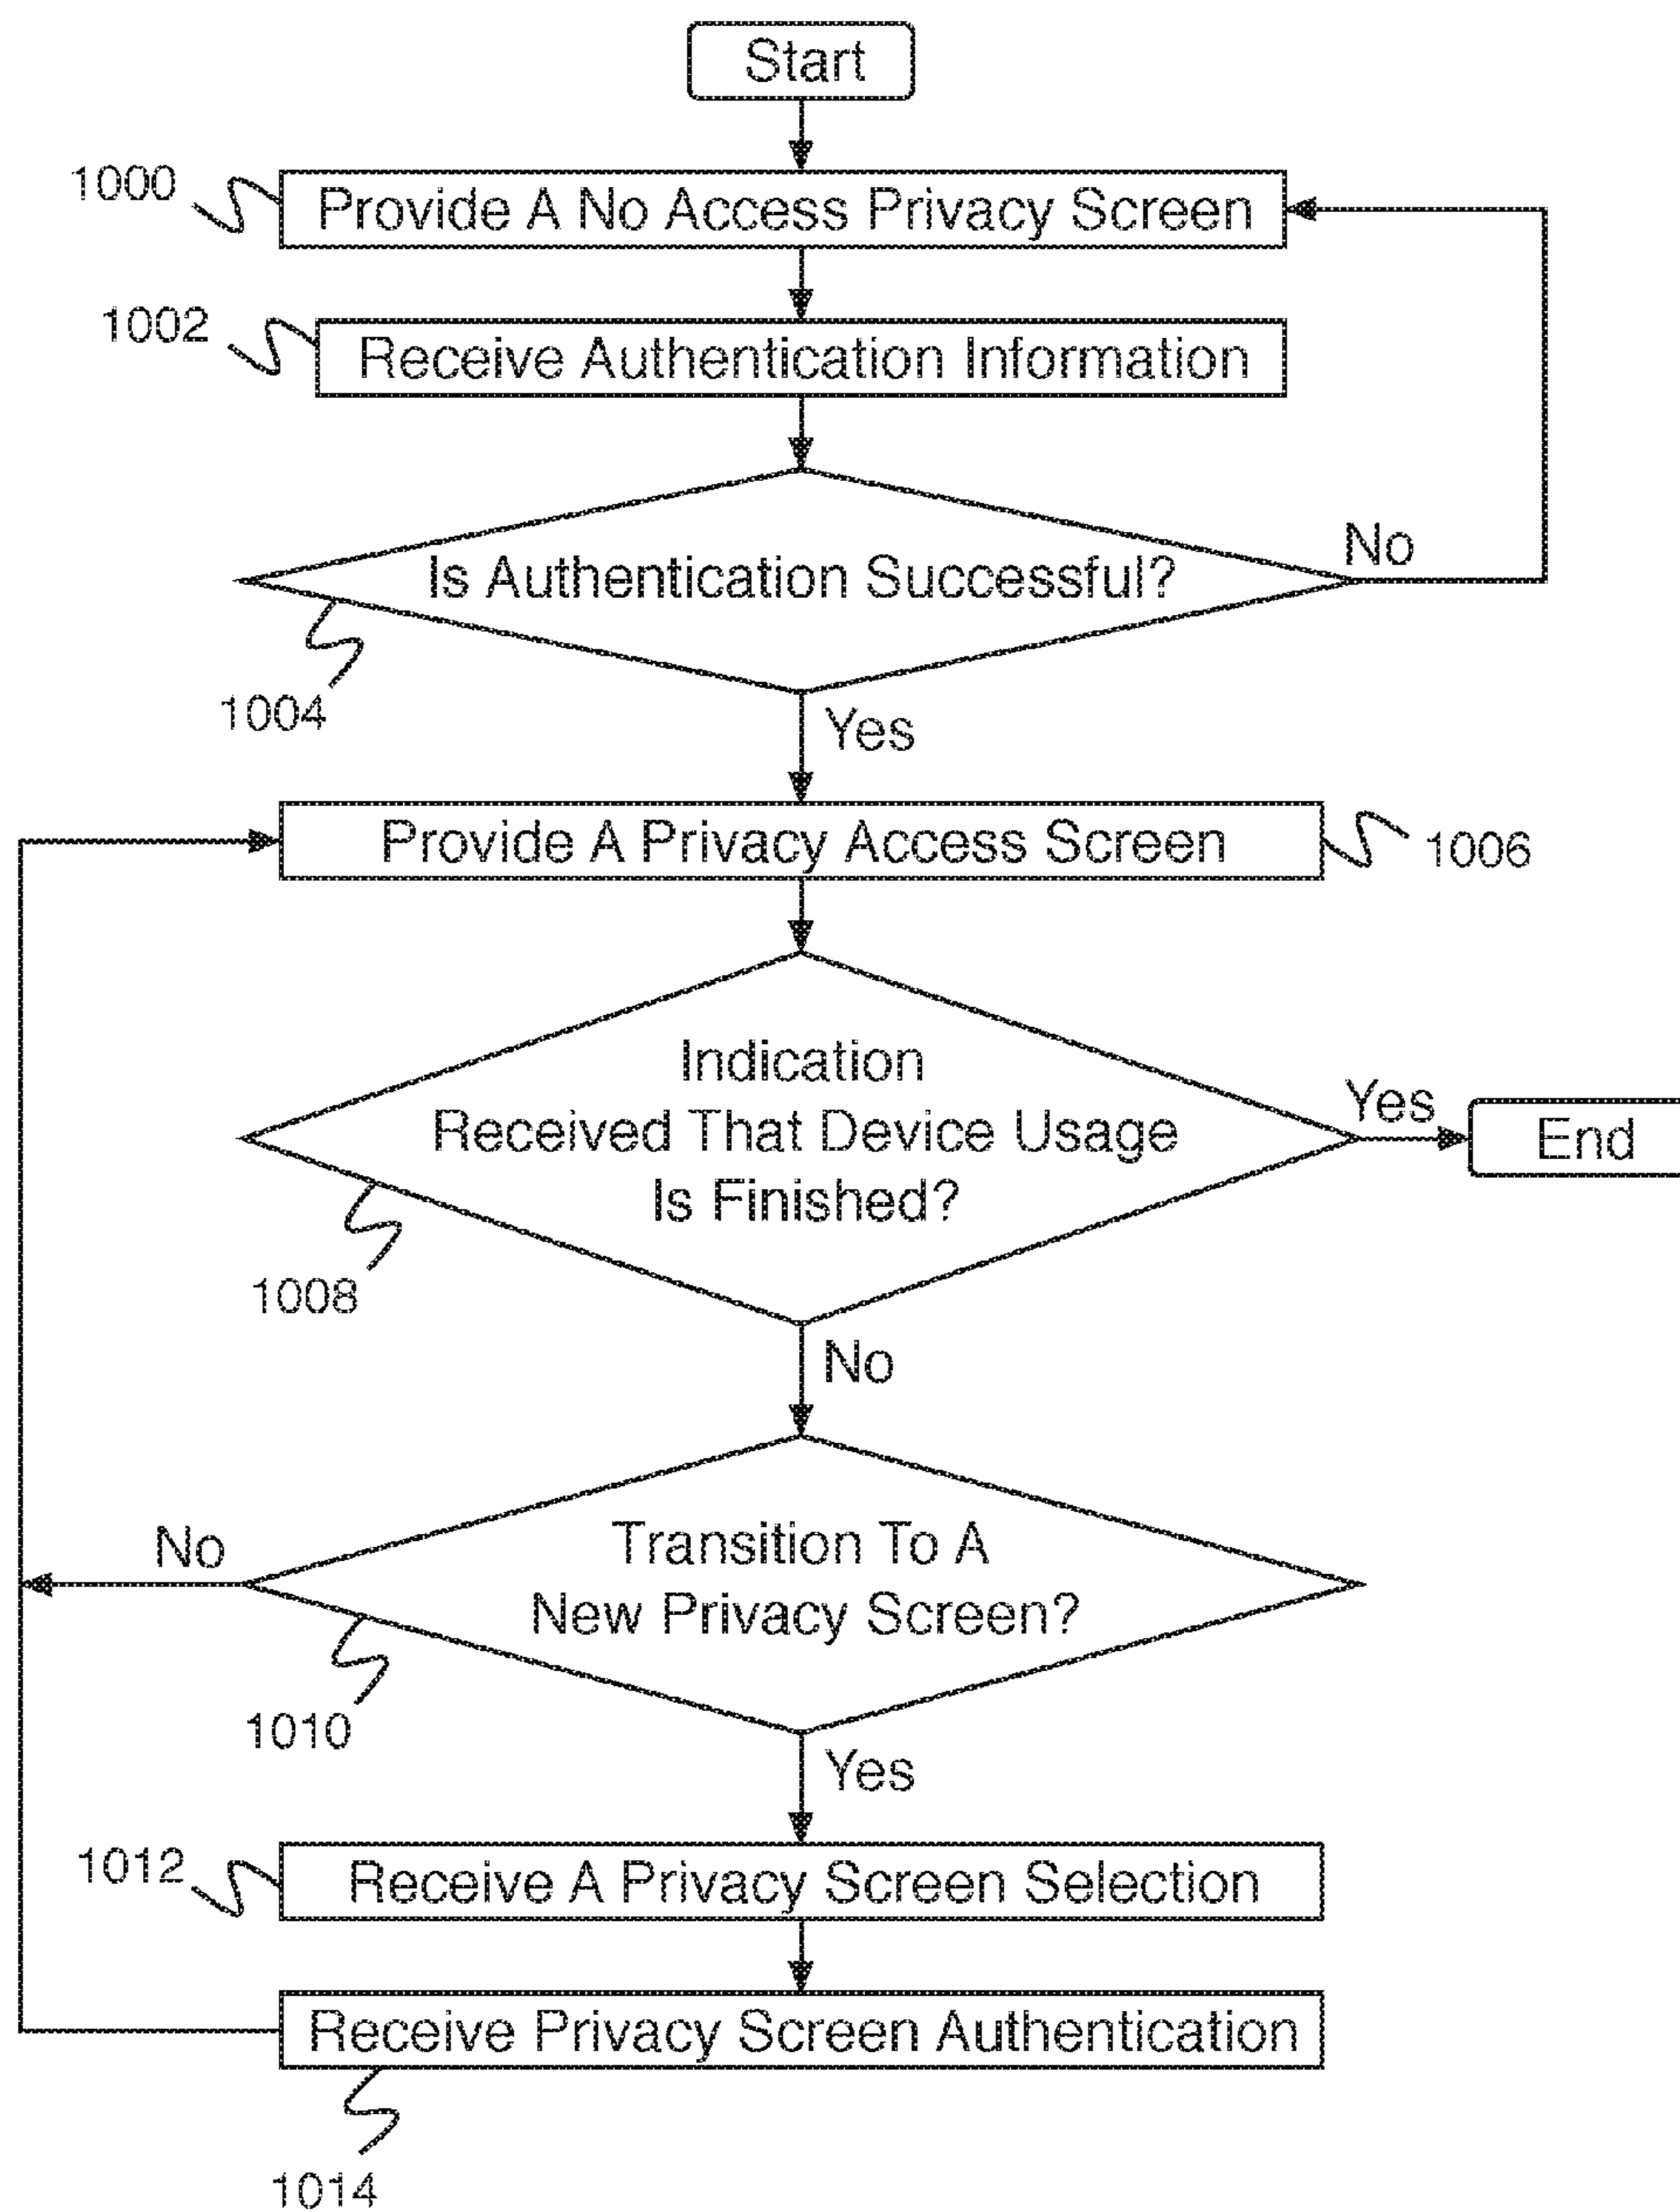 Start
1000
Provide A No Access Privacy Screen
1002
Receive Authentication Information
Is Authentication Successful?
No
1004
Yes
Provide A Privacy Access Screen
1006
Indication
Received That Device Usage
Is Finished?
Yes
End
1008
No
Transition To A
New Privacy Screen?
No
1010
Yes
1012
Receive A Privacy Screen Selection
Receive Privacy Screen Authentication
1014